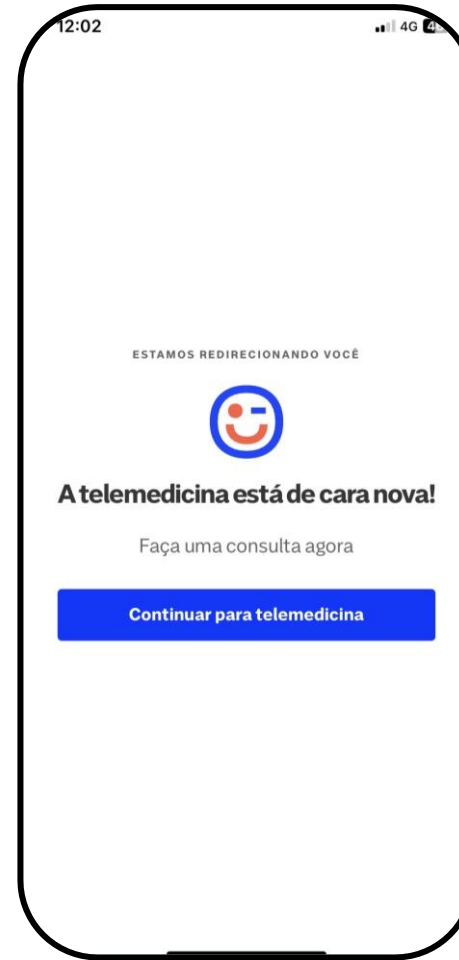 12:02 4G
ESTAMOS REDIRECIONANDO VOCÊ
A telemedicina está de cara nova!
Faça uma consulta agora
Continuar para telemedicina